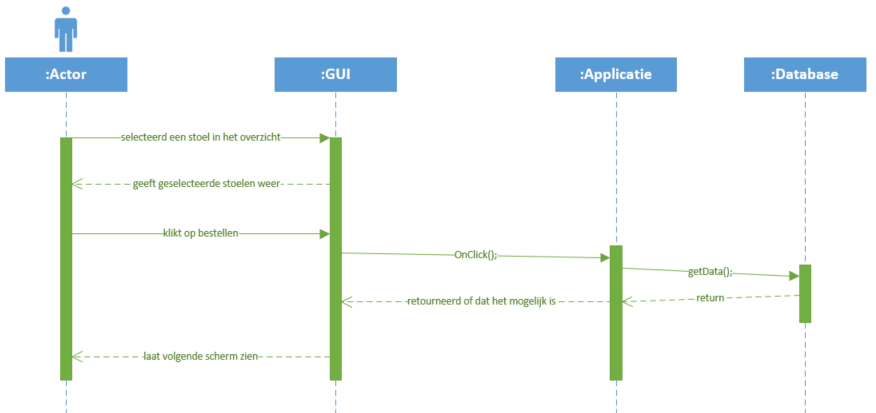 :Actor
:GUI
:Applicatie
:Database
selecteerd een stoel in het overzicht
geeft geselecteerde stoelen weer
klikt op bestellen
OnClick();
getData();
return
retourneerd of dat het mogelijk is
laat volgende scherm zien